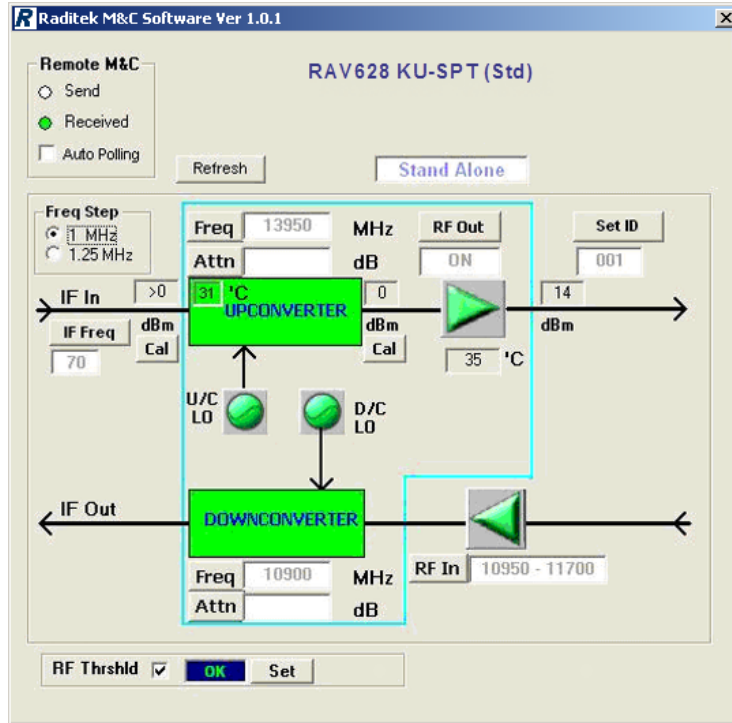 R Raditek M&C Software Ver 1.0.1
Remote M&C
Send
Received
Auto Polling
RAV628 KU-SPT (Std)
Refresh
Stand Alone
Freq Step
1 MHz
1.25 MHz
Freq 13950 MHz
Attn dB
RF Out
ON
Set ID
001
IF In
>0
dBm
Cal
IF Freq
70
31 'C
UPCONVERTER
0
dBm
Cal
35 'C
14
dBm
U/C
LO
D/C
LO
IF Out
DOWNCONVERTER
Freq 10900 MHz
Attn dB
RF In 10950 - 11700
RF Thrshld OK Set